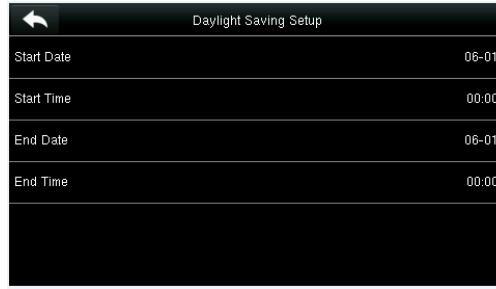 Daylight Saving Setup
Start Date 06-01
Start Time 00:00
End Date 06-01
End Time 00:00